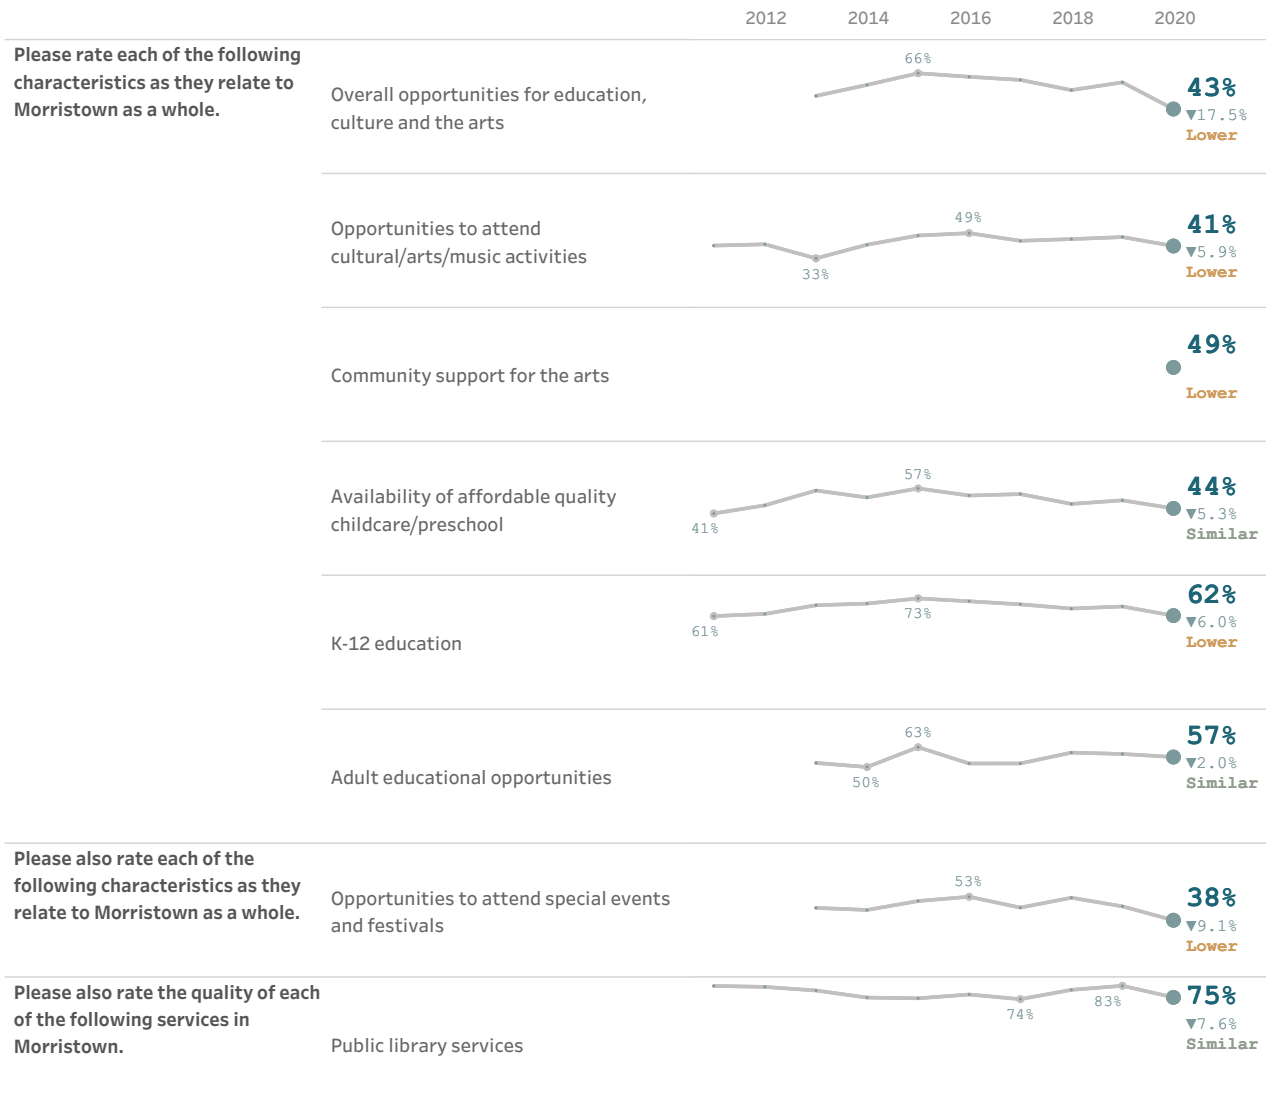 2012 2014 2016 2018 2020
Please rate each of the following
characteristics as they relate to
Morristown as a whole.
Overall opportunities for education,
culture and the arts
66%
43%
▼17.5%
Lower
Opportunities to attend
cultural/arts/music activities
33%
49%
41%
▼5.9%
Lower
Community support for the arts
49%
Lower
Availability of affordable quality
childcare/preschool
41%
57%
44%
▼5.3%
Similar
K-12 education
61%
73%
62%
▼6.0%
Lower
Adult educational opportunities
50%
63%
57%
▼2.0%
Similar
Please also rate each of the
following characteristics as they
relate to Morristown as a whole.
Opportunities to attend special events
and festivals
53%
38%
▼9.1%
Lower
Please also rate the quality of each
of the following services in
Morristown.
Public library services
74%
83%
75%
▼7.6%
Similar